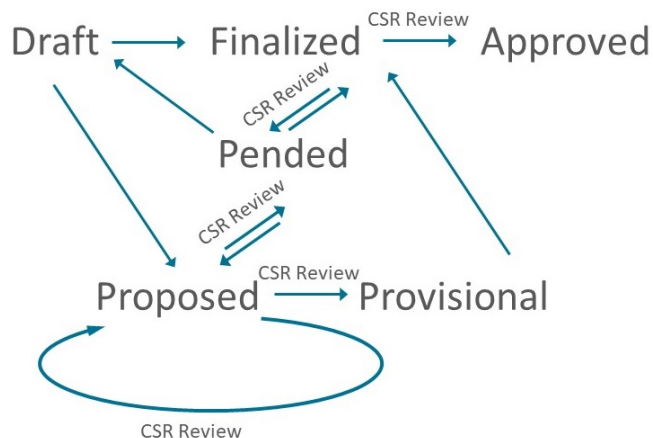 CSR Review
Draft Finalized Approved
CSR Review
Pended
CSR Review
CSR Review
Proposed Provisional
CSR Review